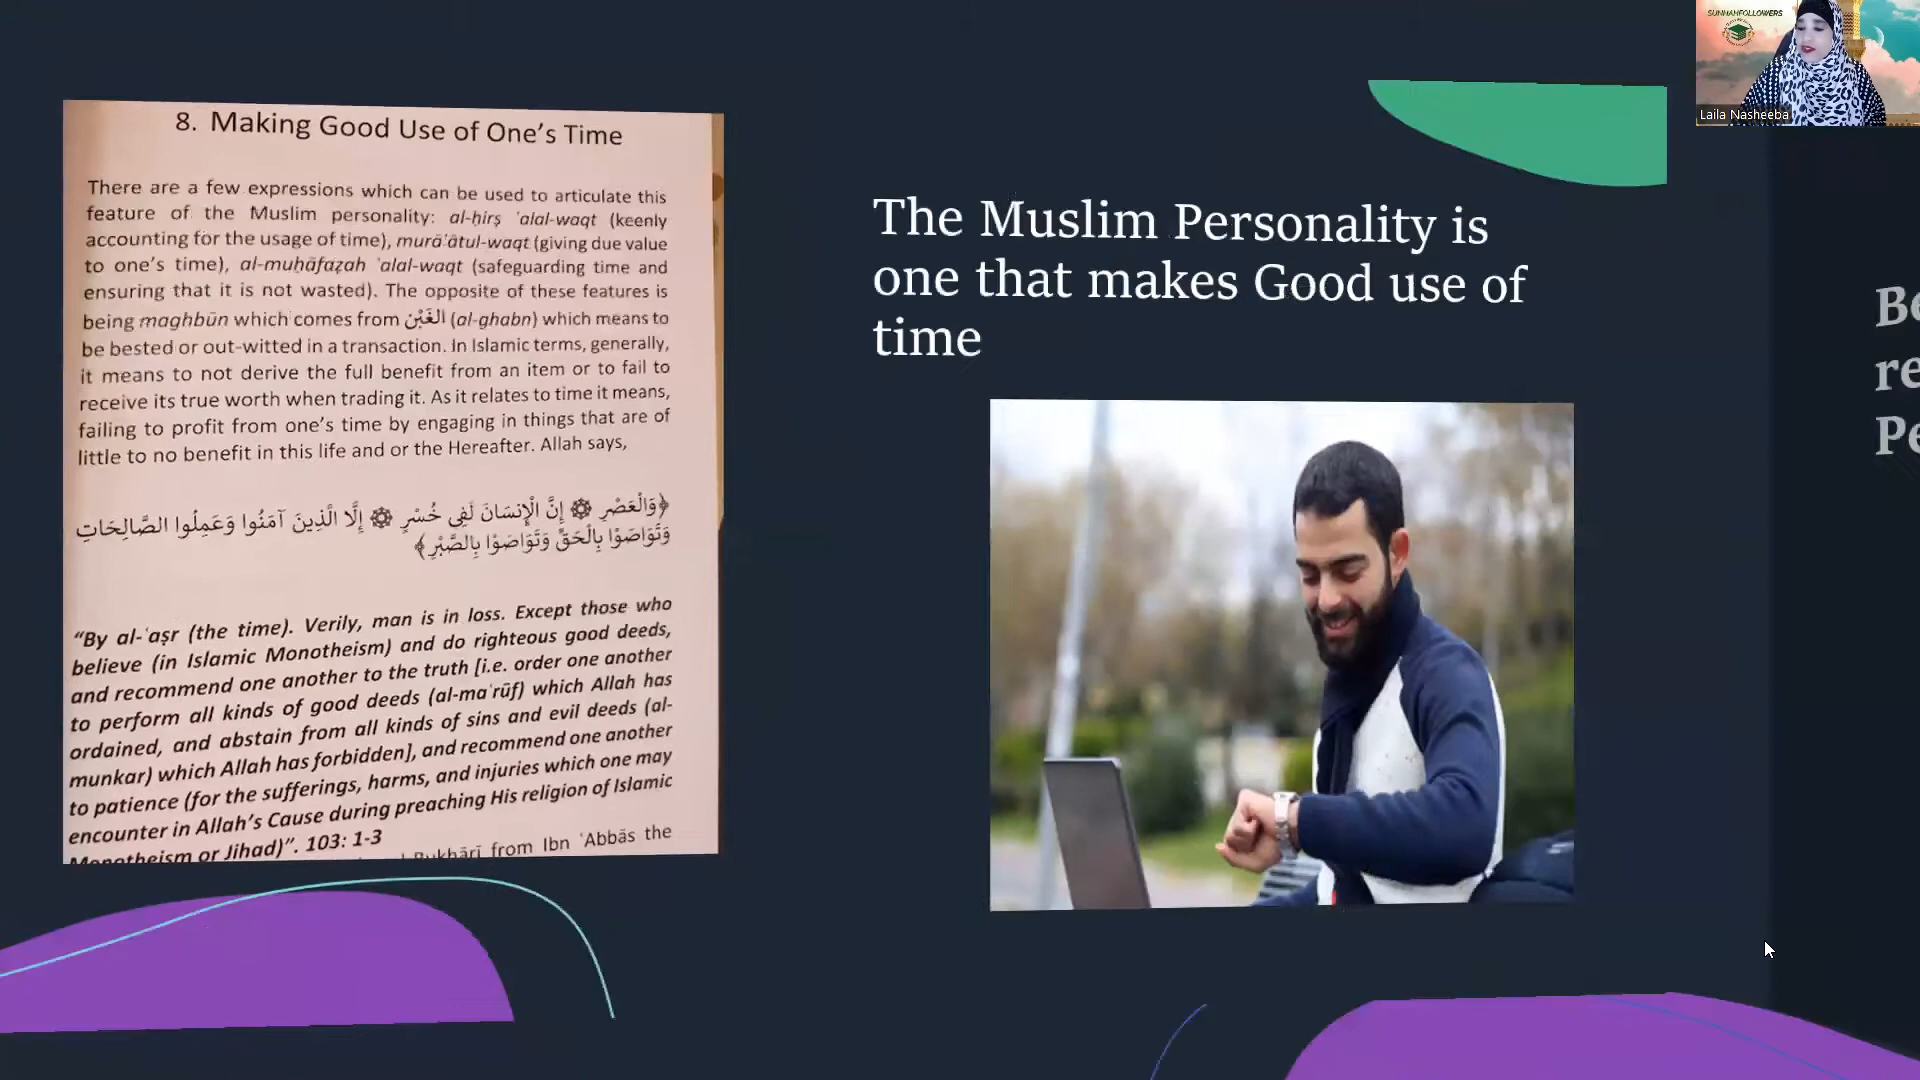 8. Making Good Use of One's Time
There are a few expressions which can be used to articulate this
feature of the Muslim personality: al-ḥirṣ ʿalal-waqt (keenly
accounting for the usage of time), murāʿātul-waqt (giving due value
to one's time), al-muḥāfaẓah ʿalal-waqt (safeguarding time and
ensuring that it is not wasted). The opposite of these features is
being maghbūn which comes from الغَبْن (al-ghabn) which means to
be bested or out-witted in a transaction. In Islamic terms, generally,
it means to not derive the full benefit from an item or to fail to
receive its true worth when trading it. As it relates to time it means,
failing to profit from one's time by engaging in things that are of
little to no benefit in this life and or the Hereafter. Allah says,
﴿وَالْعَصْرِ ۞ إِنَّ الْإِنسَانَ لَفِي خُسْرٍ ۞ إِلَّا الَّذِينَ آمَنُوا وَعَمِلُوا الصَّالِحَاتِ
وَتَوَاصَوْا بِالْحَقِّ وَتَوَاصَوْا بِالصَّبْرِ﴾
"By al-ʿaṣr (the time). Verily, man is in loss. Except those who
believe (in Islamic Monotheism) and do righteous good deeds,
and recommend one another to the truth [i.e. order one another
to perform all kinds of good deeds (al-maʿrūf) which Allah has
ordained, and abstain from all kinds of sins and evil deeds (al-
munkar) which Allah has forbidden], and recommend one another
to patience (for the sufferings, harms, and injuries which one may
encounter in Allah's Cause during preaching His religion of Islamic
Monotheism or Jihad)". 103: 1-3
Bukhārī from Ibn ʿAbbās the
The Muslim Personality is
one that makes Good use of
time
SUNNAHFOLLOWERS
Laila Nasheeba
Be
re
Pe